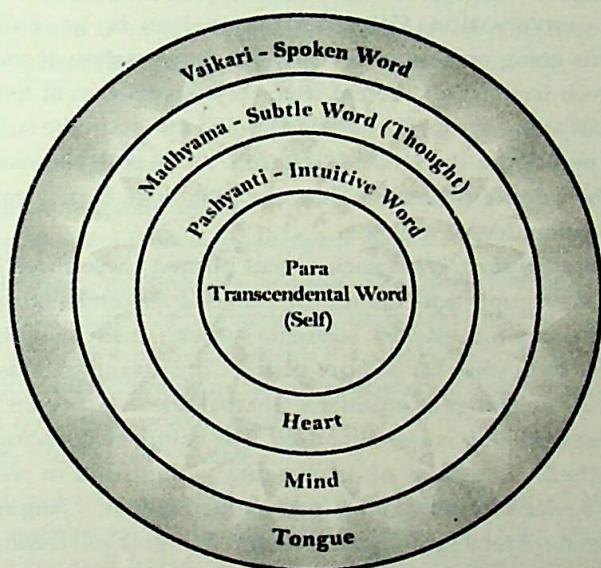 Vaikari - Spoken Word
Madhyama - Subtle Word (Thought)
Pashyanti - Intuitive Word
Para
Transcendental Word
(Self)
Heart
Mind
Tongue